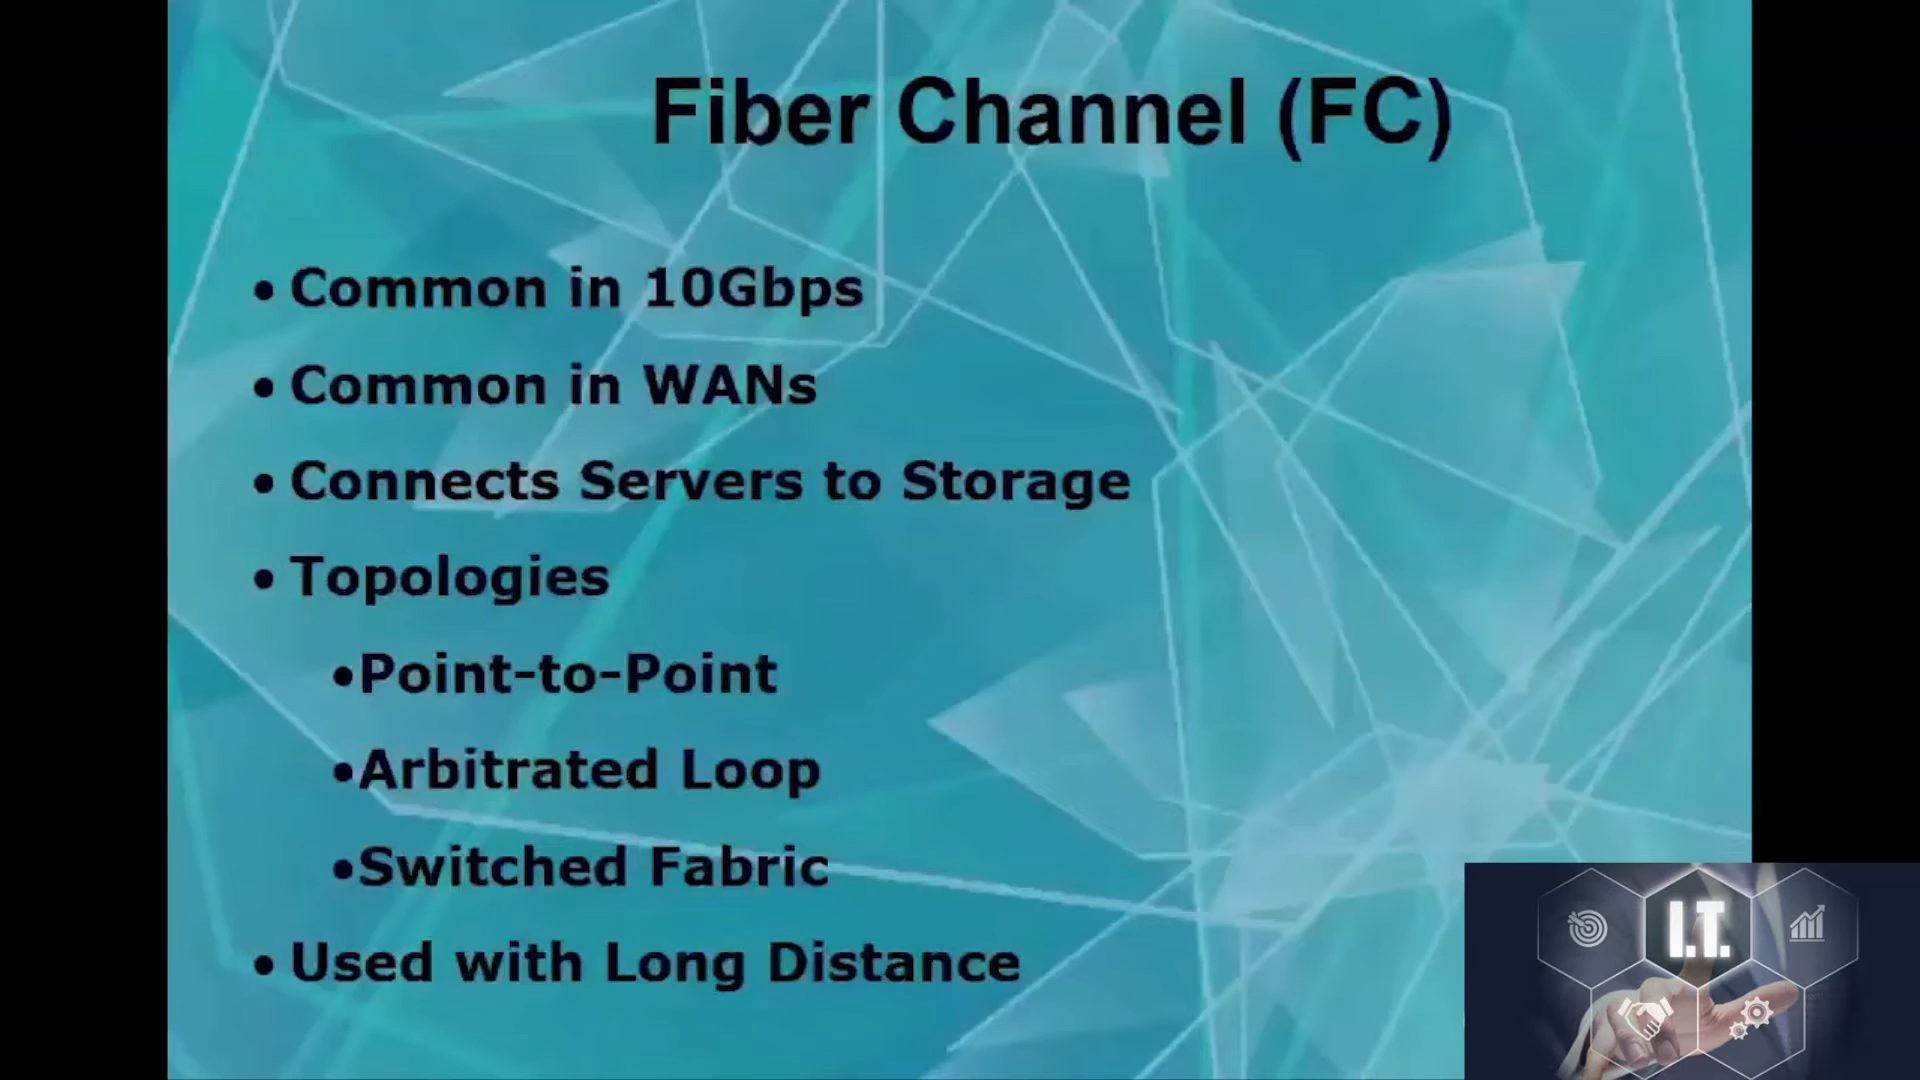 Fiber Channel (FC)
• Common in 10Gbps
• Common in WANs
• Connects Servers to Storage
• Topologies
•Point-to-Point
•Arbitrated Loop
•Switched Fabric
• Used with Long Distance
I.T.